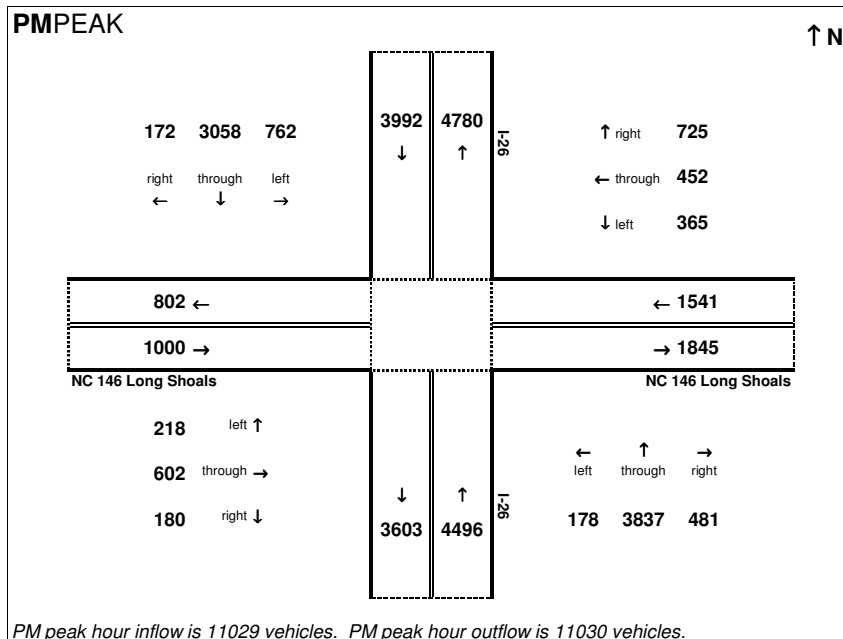 PMPEAK
↑ N
172 3058 762
right through left
← ↓ →
3992 4780
↓ ↑
I-26
↑ right 725
← through 452
↓ left 365
802 ←
1000 →
← 1541
→ 1845
NC 146 Long Shoals
NC 146 Long Shoals
218 left ↑
602 through →
180 right ↓
↓ ↑
3603 4496
I-26
← ↑ →
left through right
178 3837 481
PM peak hour inflow is 11029 vehicles. PM peak hour outflow is 11030 vehicles.